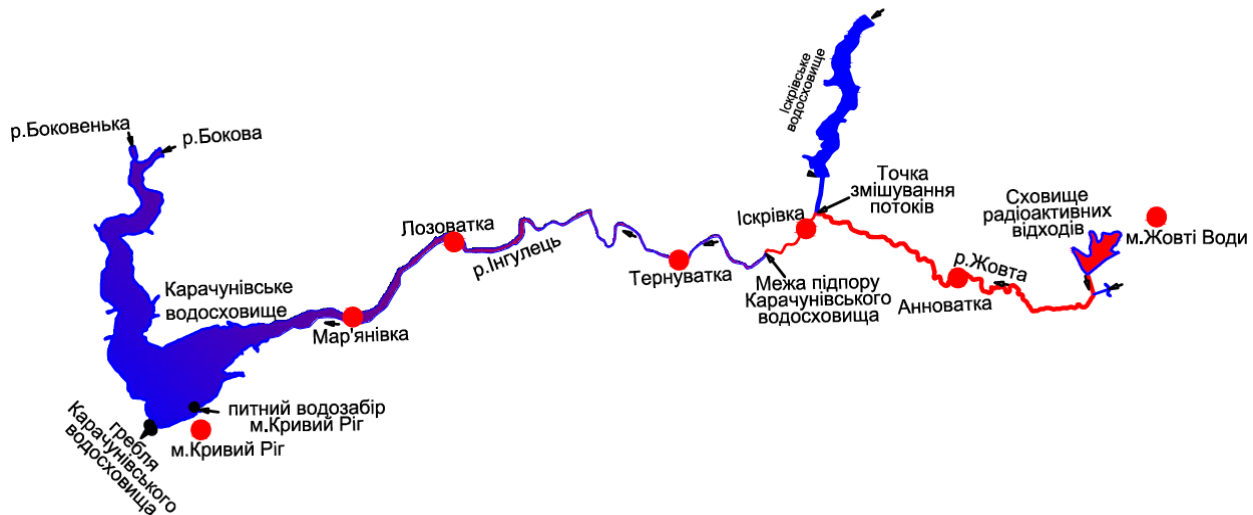 р.Боковенька
р.Бокова
Іскрівське
водосховище
Точка
змішування
потоків
Іскрівка
Сховище
радіоактивних
відходів
м.Жовті Води
Лозоватка
р.Інгулець
Тернуватка
р.Жовта
Анноватка
Межа підпору
Карачунівського
водосховища
Карачунівське
водосховище
Мар'янівка
питний водозабір
м.Кривий Ріг
м.Кривий Ріг
гребля
Карачунівського
водосховища